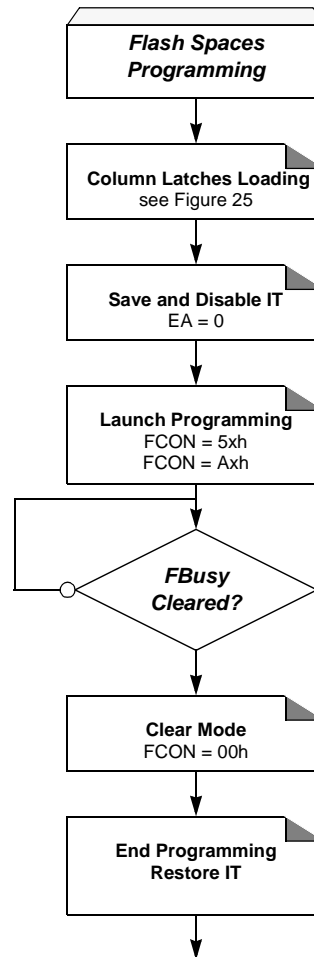 Flash Spaces
Programming
Column Latches Loading
see Figure 25
Save and Disable IT
EA = 0
Launch Programming
FCON = 5xh
FCON = Axh
FBusy
Cleared?
Clear Mode
FCON = 00h
End Programming
Restore IT